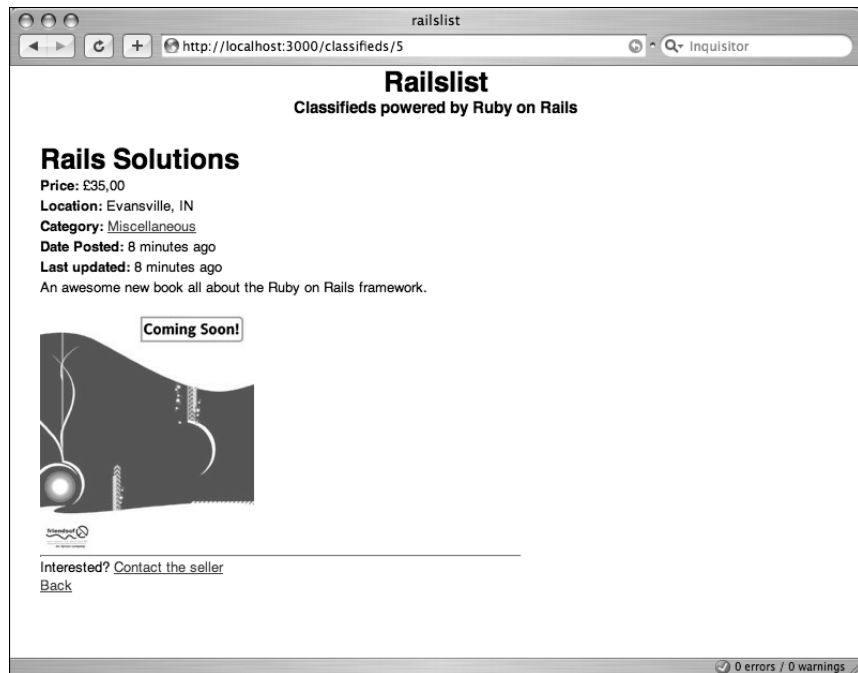 railslist
http://localhost:3000/classifieds/5
Inquisitor
Railslist
Classifieds powered by Ruby on Rails
Rails Solutions
Price: £35,00
Location: Evansville, IN
Category: Miscellaneous
Date Posted: 8 minutes ago
Last updated: 8 minutes ago
An awesome new book all about the Ruby on Rails framework.
Coming Soon!
friendsof
Interested? Contact the seller
Back
0 errors / 0 warnings